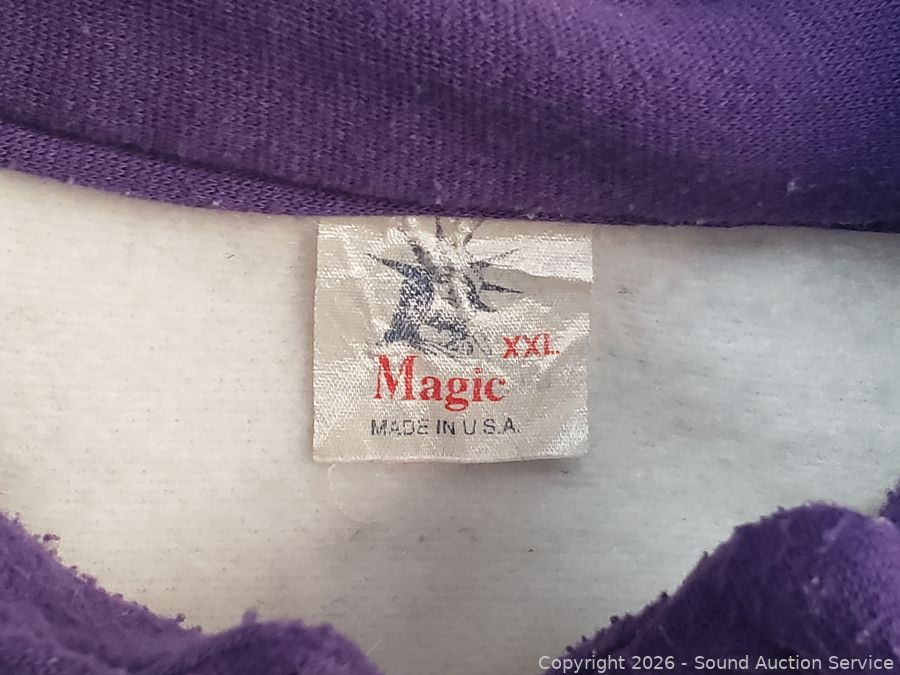 XXL
Magic
MADE IN U.S.A.
Copyright 2026 - Sound Auction Service